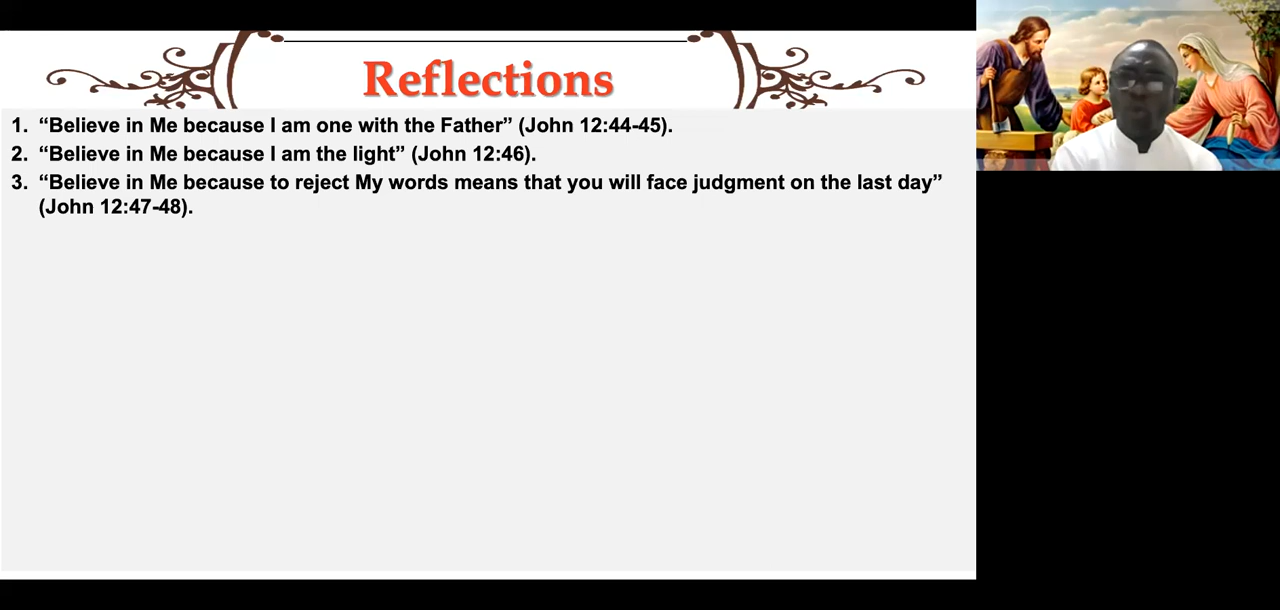 Reflections
1. “Believe in Me because I am one with the Father” (John 12:44-45).
2. “Believe in Me because I am the light” (John 12:46).
3. “Believe in Me because to reject My words means that you will face judgment on the last day”
(John 12:47-48).